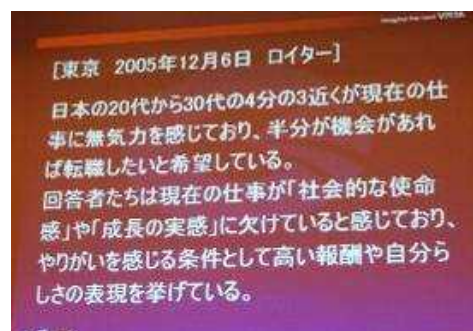 [東京 2005年12月6日 ロイター]
日本の20代から30代の4分の3近くが現在の仕
事に無気力を感じており、半分が機会があれ
ば転職したいと希望している。
回答者たちは現在の仕事が「社会的な使命
感」や「成長の実感」に欠けていると感じており、
やりがいを感じる条件として高い報酬や自分ら
しさの表現を挙げている。